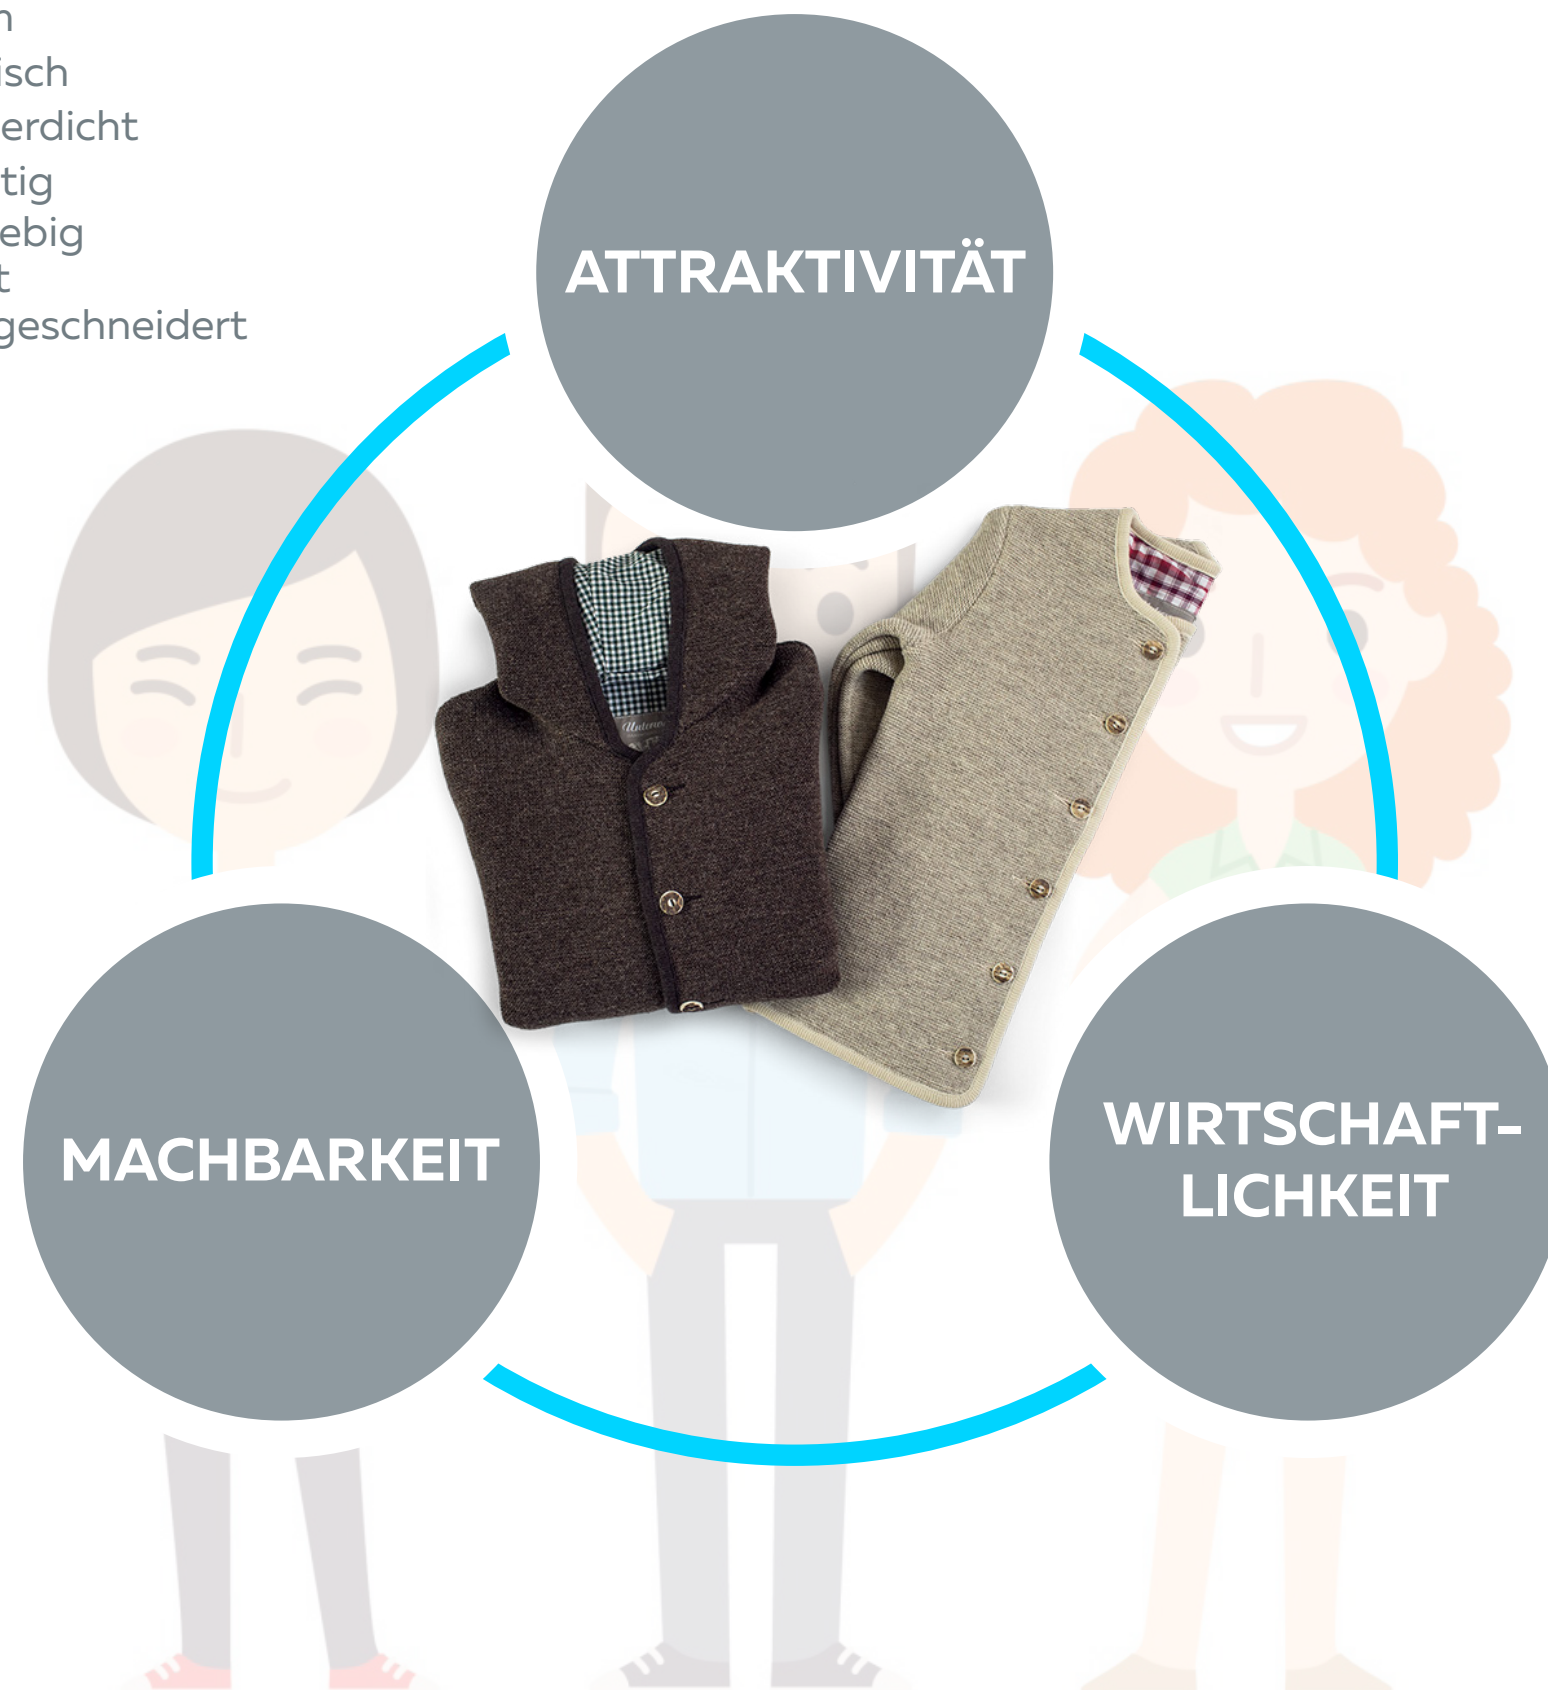 n
isch
erdicht
tig
ebig
t
geschneidert
ATTRAKTIVITÄT
MACHBARKEIT
WIRTSCHAFT-
LICHKEIT